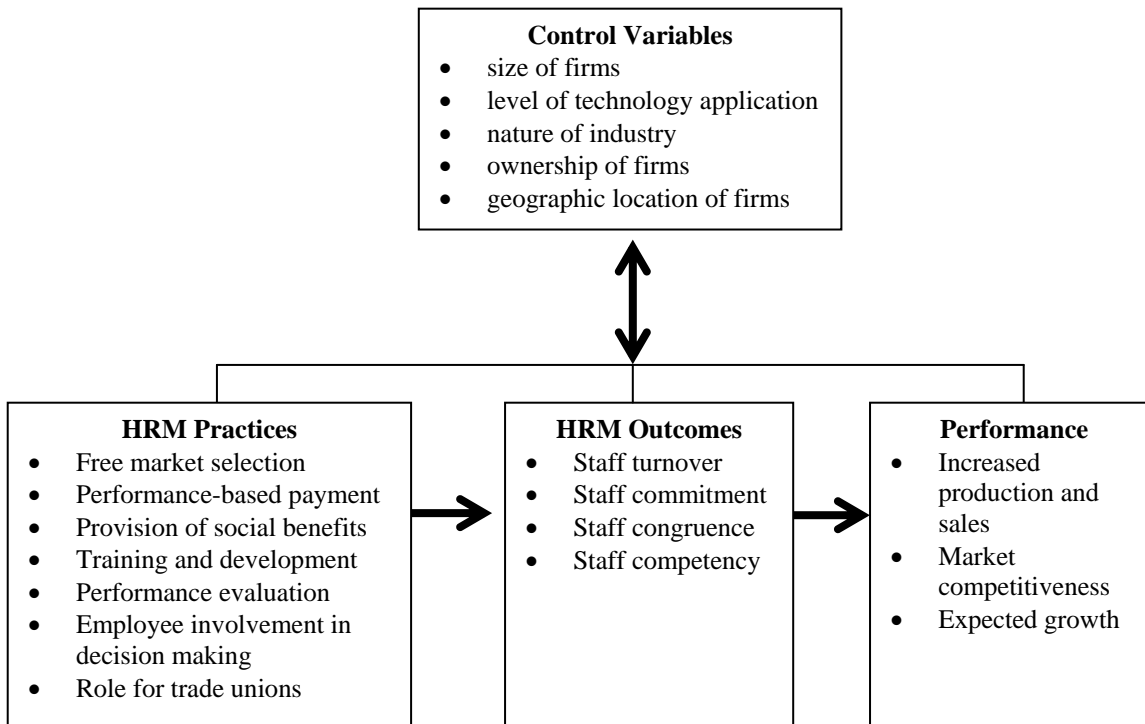 Control Variables
• size of firms
• level of technology application
• nature of industry
• ownership of firms
• geographic location of firms
HRM Practices
• Free market selection
• Performance-based payment
• Provision of social benefits
• Training and development
• Performance evaluation
• Employee involvement in
decision making
• Role for trade unions
HRM Outcomes
• Staff turnover
• Staff commitment
• Staff congruence
• Staff competency
Performance
• Increased
production and
sales
• Market
competitiveness
• Expected growth